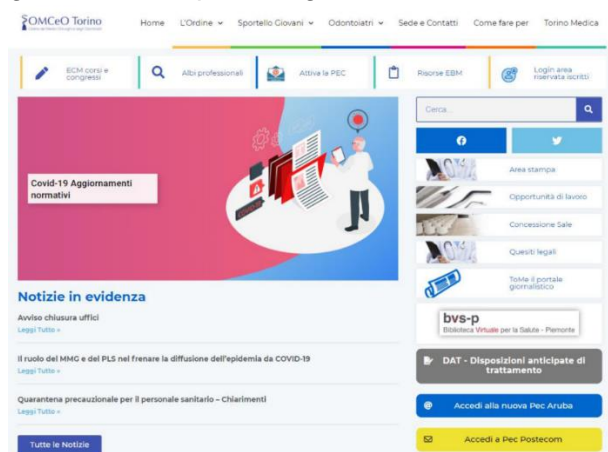 OMCeO Torino
Home
L'Ordine
Sportello Giovani
Odontoiatri
Sede e Contatti
Come fare per
Torino Medica
ECM corsi e
congressi
Albi professionali
Attiva la PEC
Risorse EBM
Login area
riservata iscritti
Covid-19 Aggiornamenti
normativi
Cerca...
Area stampa
Opportunità di lavoro
Concessione Sale
Quesiti legali
ToMe il portale
giornalistico
bvs-p
Biblioteca Virtuale per la Salute - Piemonte
DAT - Disposizioni anticipate di
trattamento
Accedi alla nuova Pec Aruba
Accedi a Pec Postecom
Notizie in evidenza
Avviso chiusura uffici
Leggi Tutto »
Il ruolo del MMG e del PLS nel frenare la diffusione dell'epidemia da COVID-19
Leggi Tutto »
Quarantena precauzionale per il personale sanitario – Chiarimenti
Leggi Tutto »
Tutte le Notizie